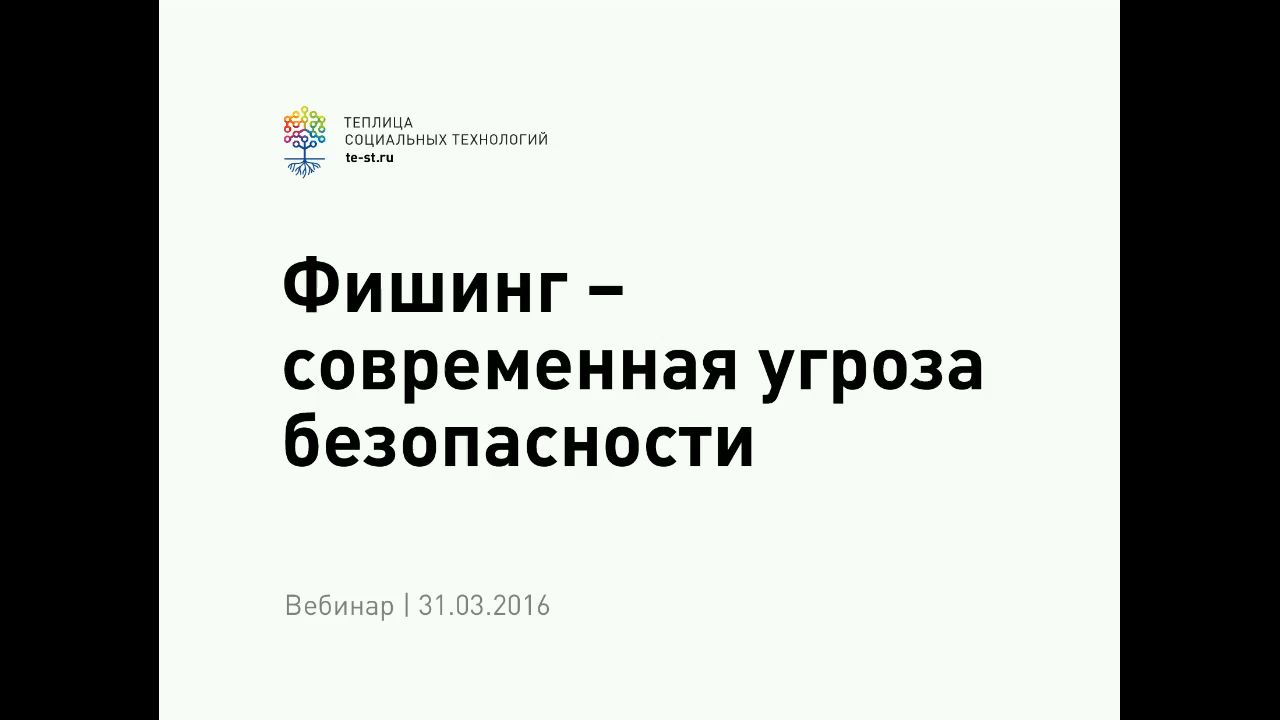 ТЕПЛИЦА
СОЦИАЛЬНЫХ ТЕХНОЛОГИЙ
te-st.ru
Фишинг –
современная угроза
безопасности
Вебинар | 31.03.2016